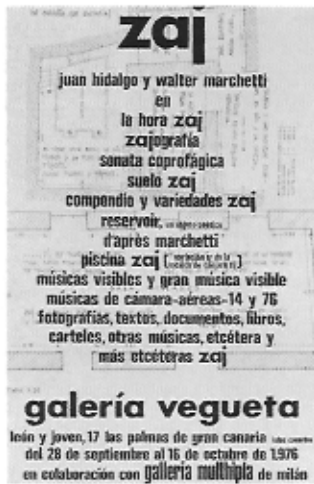 zaj
juan hidalgo y walter marchetti
en
la hora zaj
zajografía
sonata coprofágica
suelo zaj
compendio y variedades zaj
reservoir,
d'après marchetti
piscina zaj
músicas visibles y gran música visible
músicas de cámara-aéreas-14 y 76
fotografías, textos, documentos, libros,
carteles, otras músicas, etcétera y
más etcéteras zaj
galería vegueta
león y joven, 17 las palmas de gran canaria
del 28 de septiembre al 16 de octubre de 1.976
en colaboración con galleria multhipla de milán